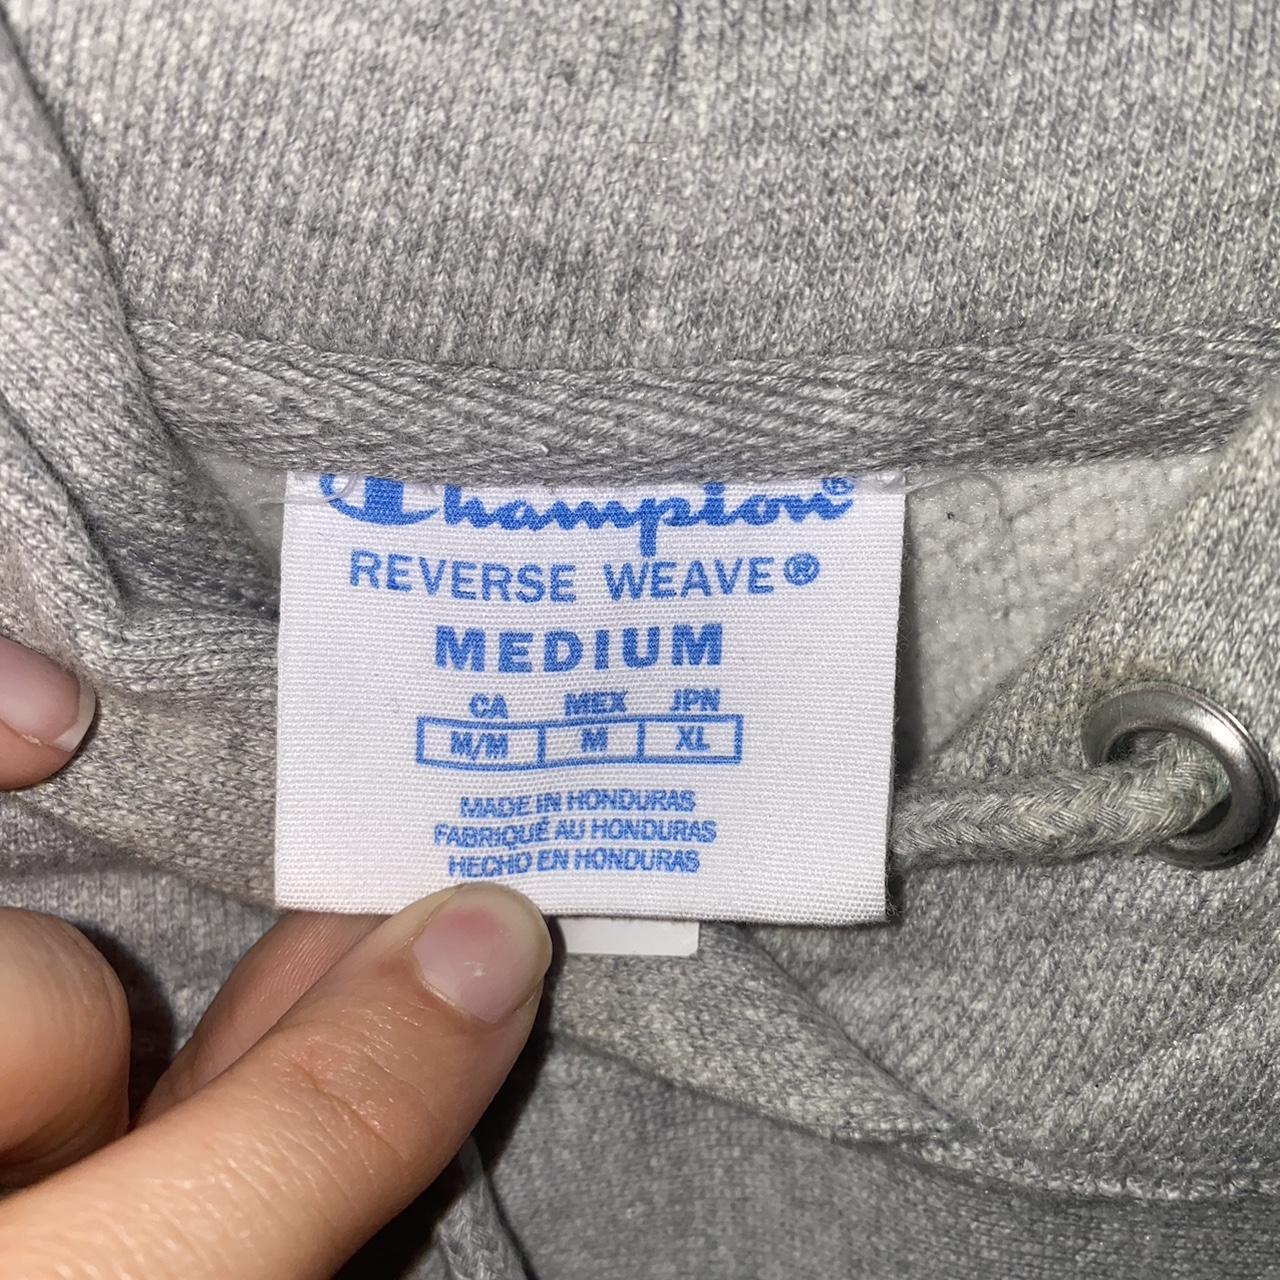 Champion®
REVERSE WEAVE®
MEDIUM
CA MEX JPN
M/M M XL
MADE IN HONDURAS
FABRIQUÉ AU HONDURAS
HECHO EN HONDURAS